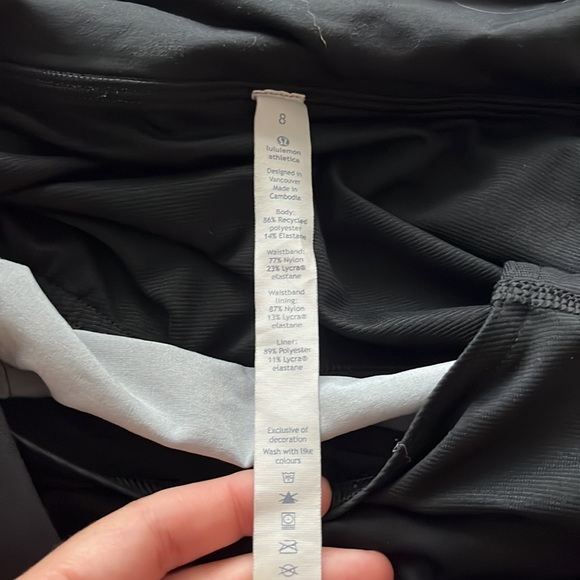 8
lululemon
athletica
Designed in
Vancouver
Made in
Cambodia
Body:
86% Recycled
polyester
14% Elastane
Waistband:
77% Nylon
23% Lycra®
elastane
Waistband
lining:
87% Nylon
13% Lycra®
elastane
Liner:
89% Polyester
11% Lycra®
elastane
Exclusive of
decoration
Wash with like
colours